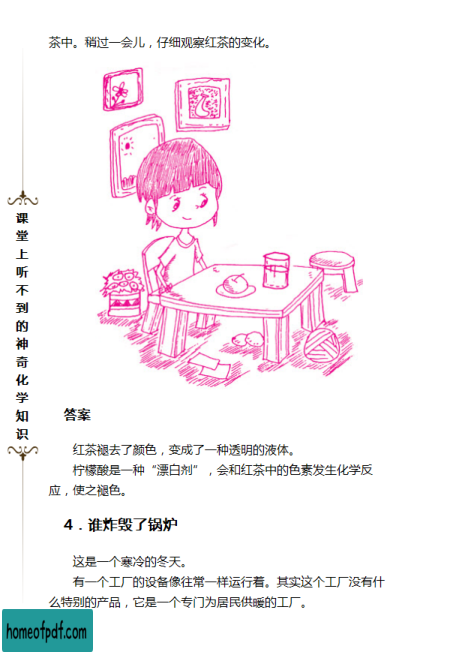 茶中。稍过一会儿，仔细观察红茶的变化。
课堂上听不到的神奇化学知识
答案
红茶褪去了颜色，变成了一种透明的液体。
柠檬酸是一种“漂白剂”，会和红茶中的色素发生化学反
应，使之褪色。
4．谁炸毁了锅炉
这是一个寒冷的冬天。
有一个工厂的设备像往常一样运行着。其实这个工厂没有什
么特别的产品，它是一个专门为居民供暖的工厂。
homeofpdf.com